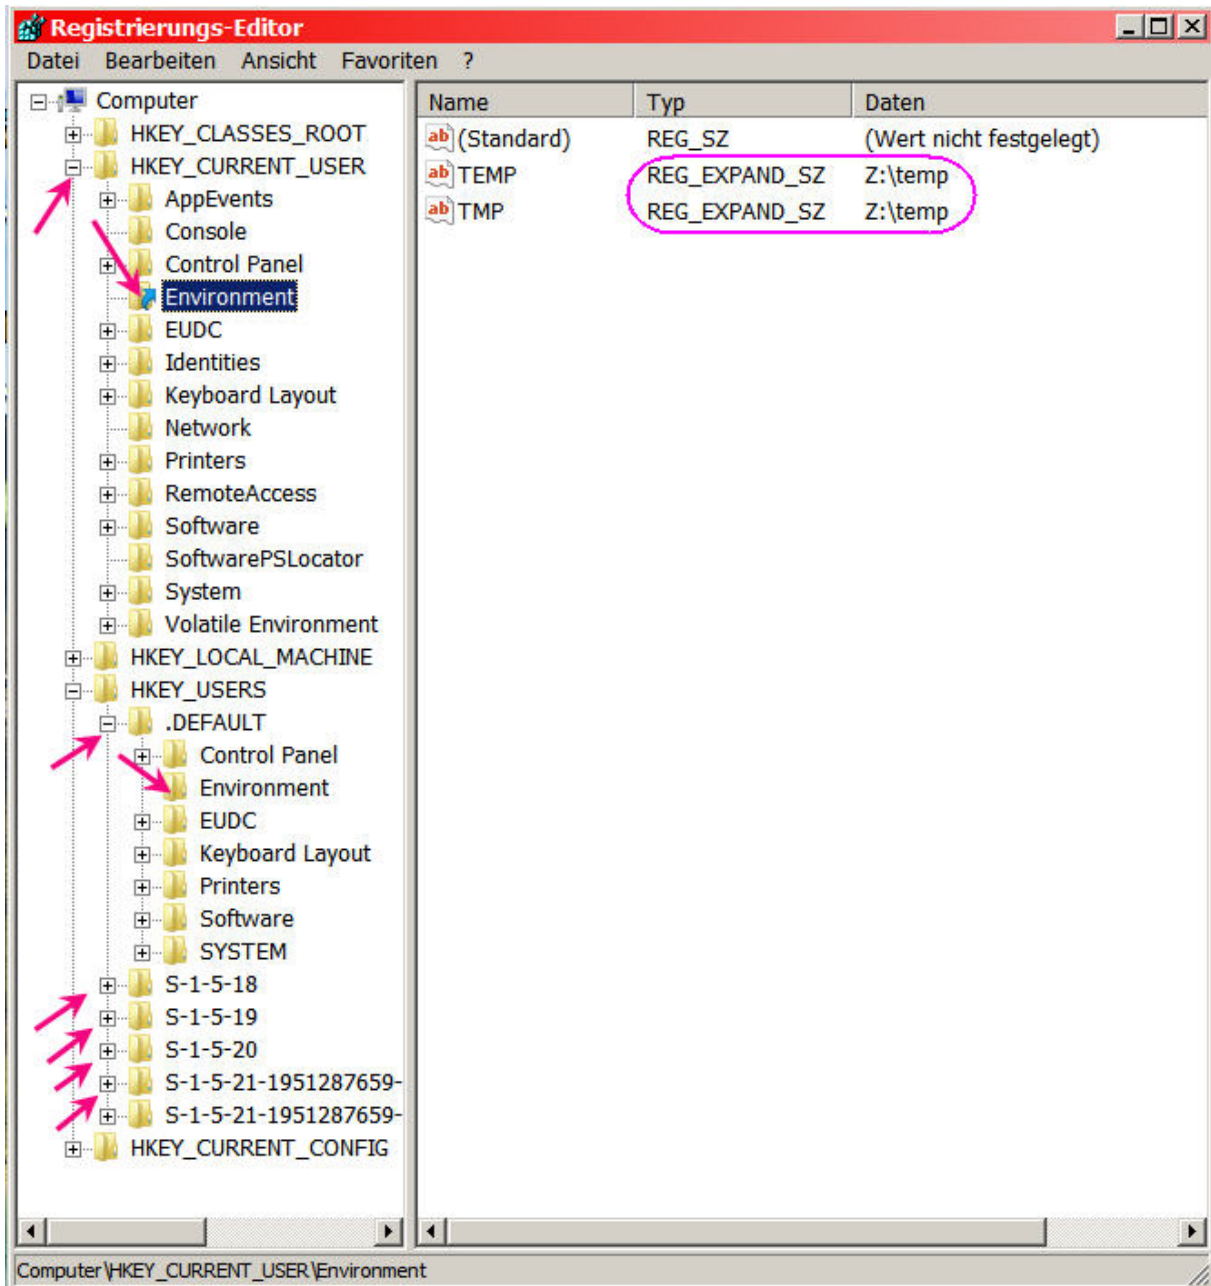 Registrierungs-Editor
Datei Bearbeiten Ansicht Favoriten ?
Computer
HKEY_CLASSES_ROOT
HKEY_CURRENT_USER
AppEvents
Console
Control Panel
Environment
EUDC
Identities
Keyboard Layout
Network
Printers
RemoteAccess
Software
SoftwarePSLocator
System
Volatile Environment
HKEY_LOCAL_MACHINE
HKEY_USERS
.DEFAULT
Control Panel
Environment
EUDC
Keyboard Layout
Printers
Software
SYSTEM
S-1-5-18
S-1-5-19
S-1-5-20
S-1-5-21-1951287659-
S-1-5-21-1951287659-
HKEY_CURRENT_CONFIG
Name Typ Daten
(Standard) REG_SZ (Wert nicht festgelegt)
TEMP REG_EXPAND_SZ Z:\temp
TMP REG_EXPAND_SZ Z:\temp
Computer\HKEY_CURRENT_USER\Environment